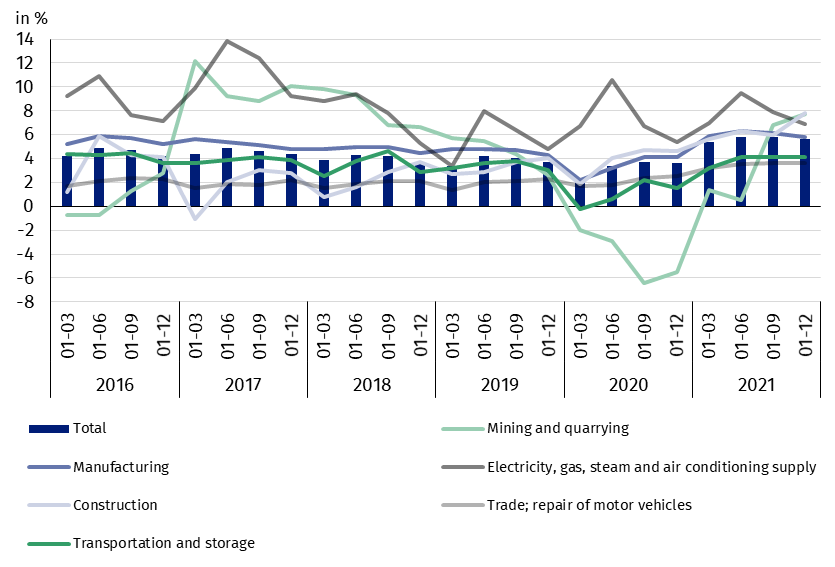 in %
14
12
10
8
6
4
2
0
-2
-4
-6
-8
01-03 01-06 01-09 01-12 01-03 01-06 01-09 01-12 01-03 01-06 01-09 01-12 01-03 01-06 01-09 01-12 01-03 01-06 01-09 01-12 01-03 01-06 01-09 01-12
2016 2017 2018 2019 2020 2021
Total Mining and quarrying
Manufacturing Electricity, gas, steam and air conditioning supply
Construction Trade; repair of motor vehicles
Transportation and storage